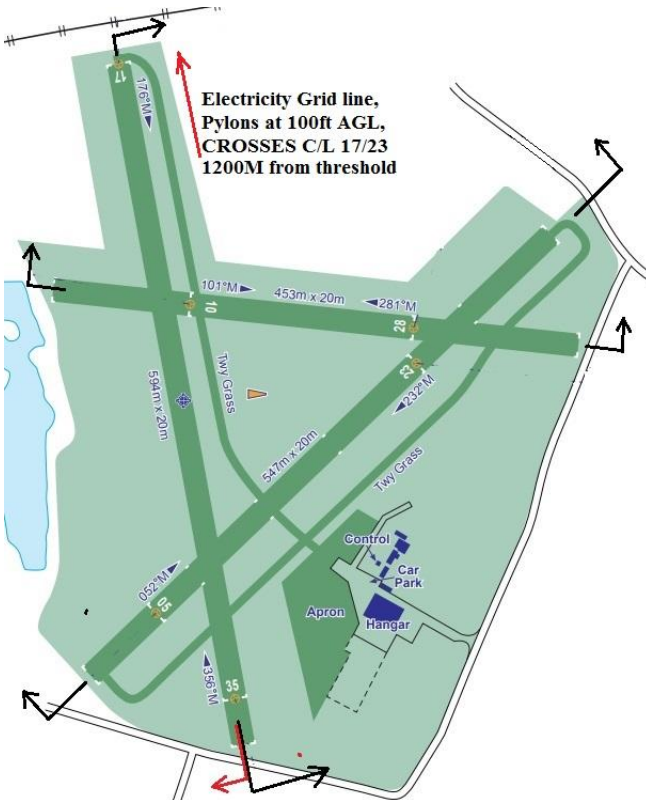 17
176°M
Electricity Grid line,
Pylons at 100ft AGL,
CROSSES C/L 17/23
1200M from threshold
101°M
453m x 20m
281°M
10
28
23
232°M
Twy Grass
594m x 20m
547m x 20m
Twy Grass
Control
Car
Park
052°M
05
Apron
Hangar
356°M
35